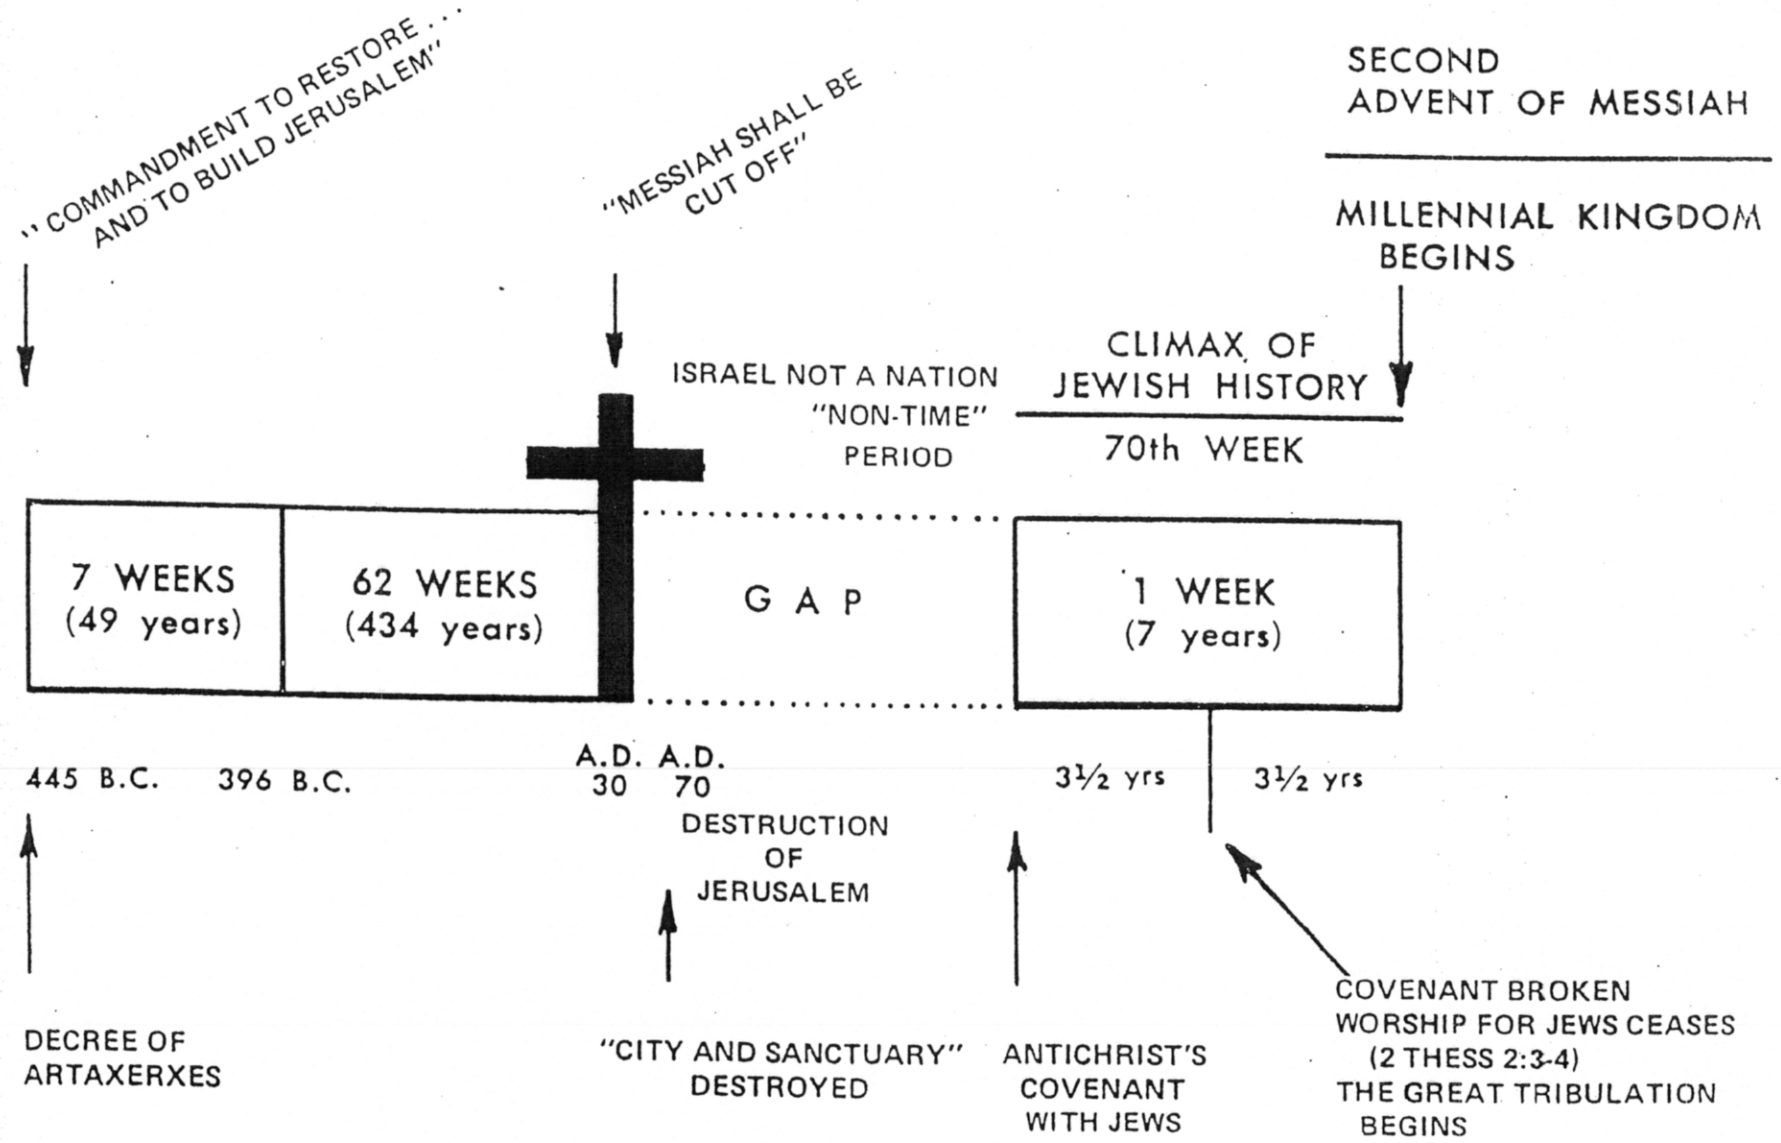 " COMMANDMENT TO RESTORE . . .
AND TO BUILD JERUSALEM"
"MESSIAH SHALL BE
CUT OFF"
SECOND
ADVENT OF MESSIAH
MILLENNIAL KINGDOM
BEGINS
ISRAEL NOT A NATION
"NON-TIME"
PERIOD
CLIMAX OF
JEWISH HISTORY
70th WEEK
7 WEEKS
(49 years)
62 WEEKS
(434 years)
G A P
1 WEEK
(7 years)
445 B.C.
396 B.C.
A.D.
30
A.D.
70
DESTRUCTION
OF
JERUSALEM
3½ yrs
3½ yrs
DECREE OF
ARTAXERXES
"CITY AND SANCTUARY"
DESTROYED
ANTICHRIST'S
COVENANT
WITH JEWS
COVENANT BROKEN
WORSHIP FOR JEWS CEASES
(2 THESS 2:3-4)
THE GREAT TRIBULATION
BEGINS